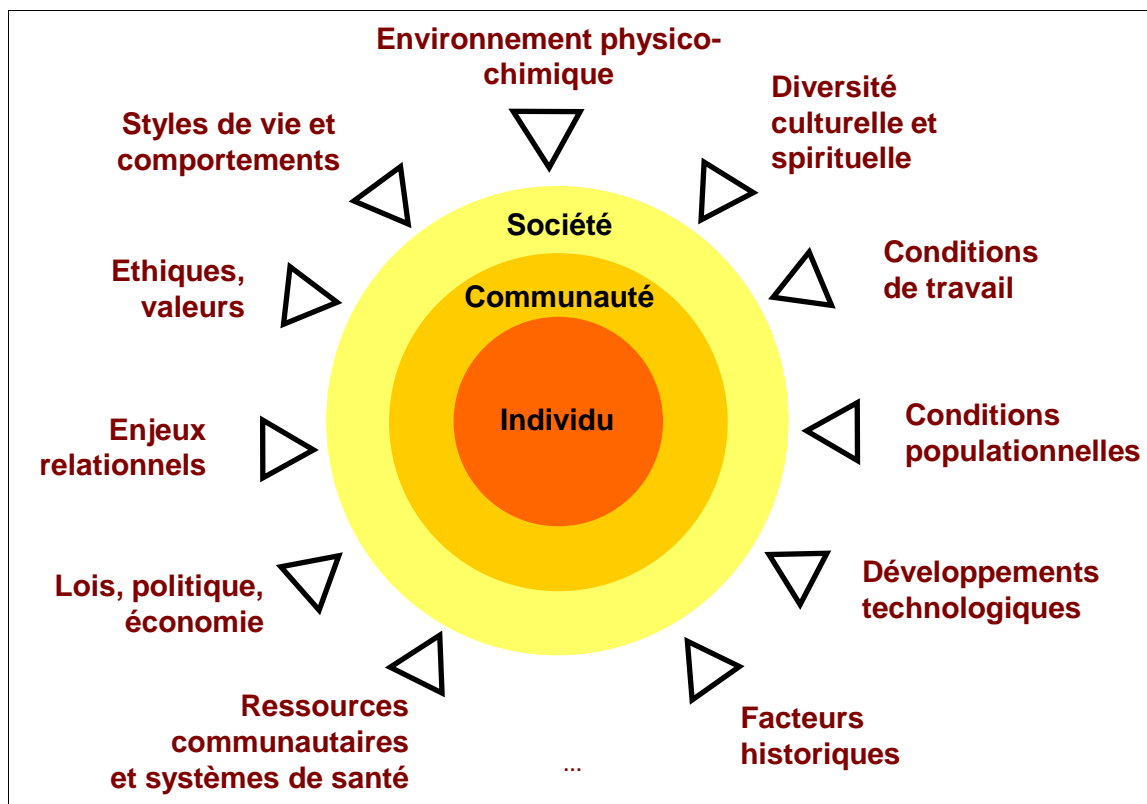 Environnement physico-
chimique
Diversité
culturelle et
spirituelle
Styles de vie et
comportements
Société
Conditions
de travail
Ethiques,
valeurs
Communauté
Individu
Enjeux
relationnels
Conditions
populationnelles
Lois, politique,
économie
Développements
technologiques
Ressources
communautaires
et systèmes de santé
Facteurs
historiques
...